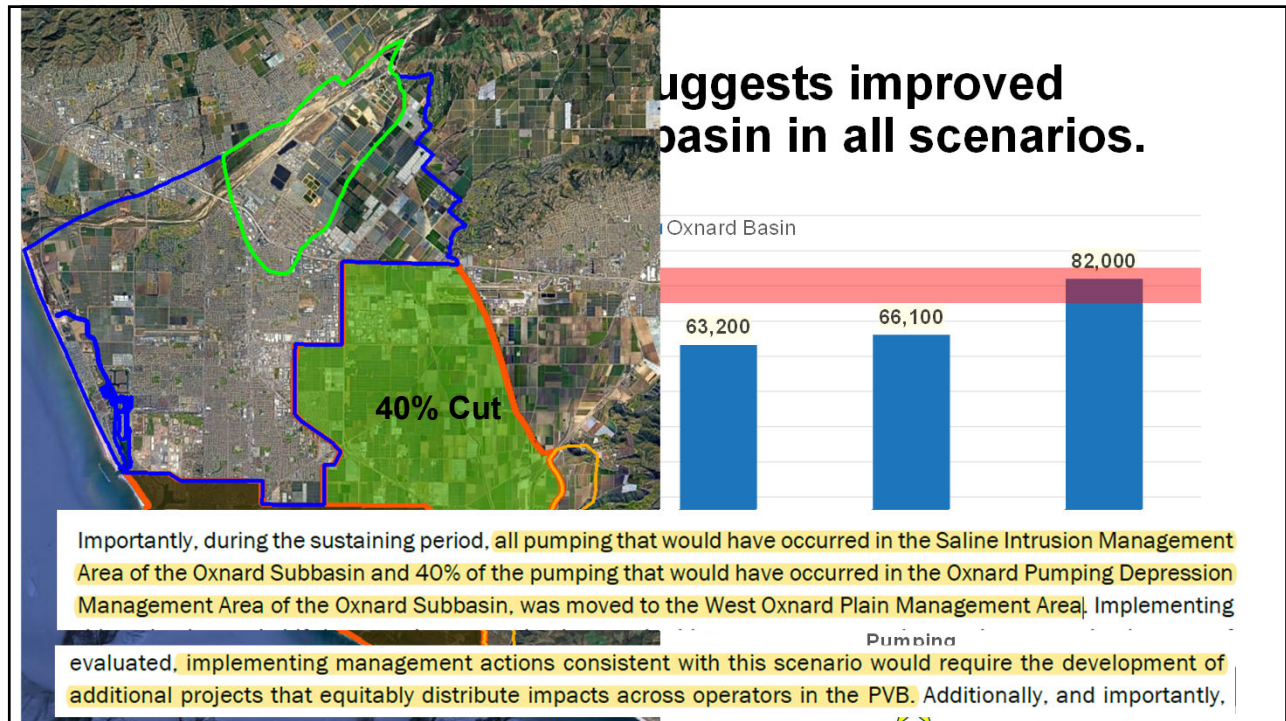 uggests improved
basin in all scenarios.
Oxnard Basin
82,000
63,200
66,100
40% Cut
Importantly, during the sustaining period, all pumping that would have occurred in the Saline Intrusion Management
Area of the Oxnard Subbasin and 40% of the pumping that would have occurred in the Oxnard Pumping Depression
Management Area of the Oxnard Subbasin, was moved to the West Oxnard Plain Management Area. Implementing
Pumping
evaluated, implementing management actions consistent with this scenario would require the development of
additional projects that equitably distribute impacts across operators in the PVB. Additionally, and importantly,